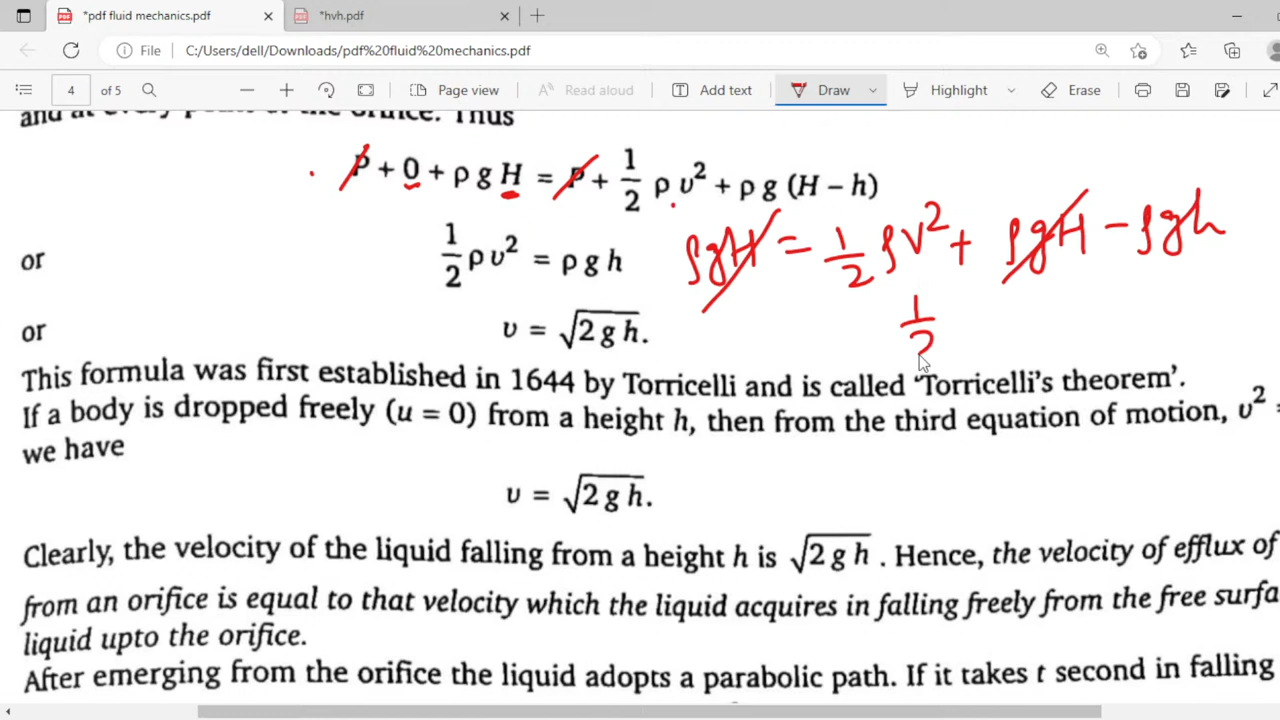 *pdf fluid mechanics.pdf
*hvh.pdf
File C:/Users/dell/Downloads/pdf%20fluid%20mechanics.pdf
4 of 5 Page view Read aloud Add text Draw Highlight Erase
and at every point of the orifice. Thus
P + 0 + ρ g H = P + 1/2 ρ υ² + ρ g (H − h)
ρgH = 1/2 ρv² + ρgH − ρgh
or 1/2 ρ υ² = ρ g h
1/2
or υ = √2 g h.
This formula was first established in 1644 by Torricelli and is called ‘Torricelli’s theorem’.
If a body is dropped freely (u = 0) from a height h, then from the third equation of motion, υ² =
we have
υ = √2 g h.
Clearly, the velocity of the liquid falling from a height h is √2 g h . Hence, the velocity of efflux of
from an orifice is equal to that velocity which the liquid acquires in falling freely from the free surfa
liquid upto the orifice.
After emerging from the orifice the liquid adopts a parabolic path. If it takes t second in falling